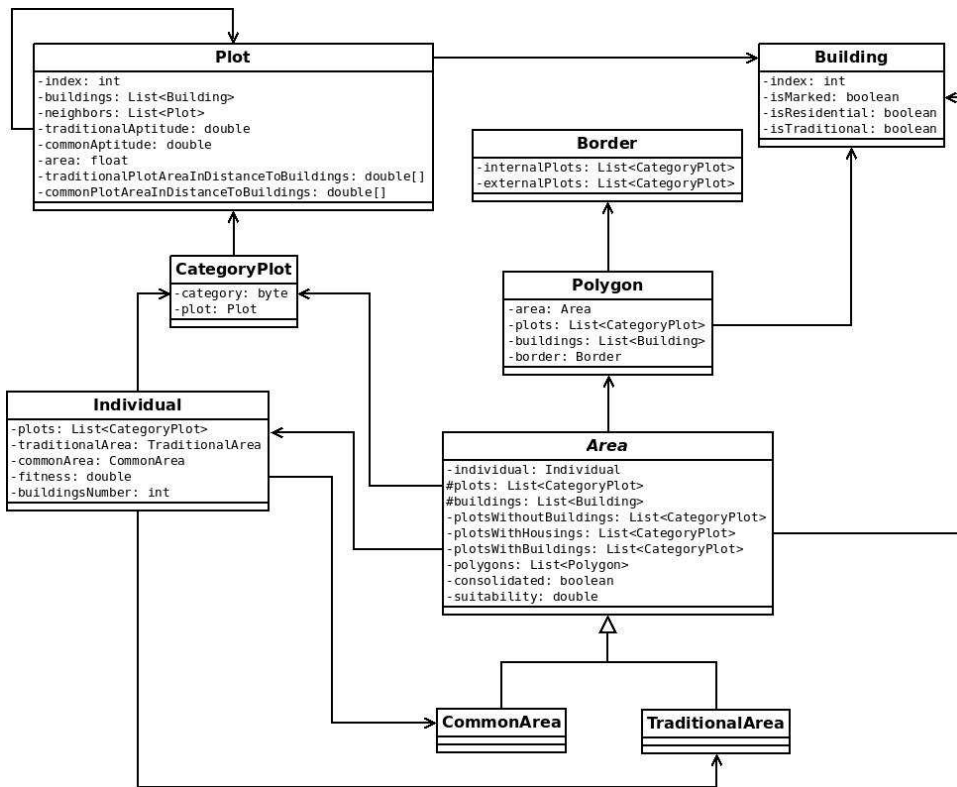 Plot
-index: int
-buildings: List<Building>
-neighbors: List<Plot>
-traditionalAptitude: double
-commonAptitude: double
-area: float
-traditionalPlotAreaInDistanceToBuildings: double[]
-commonPlotAreaInDistanceToBuildings: double[]
Building
-index: int
-isMarked: boolean
-isResidential: boolean
-isTraditional: boolean
Border
-internalPlots: List<CategoryPlot>
-externalPlots: List<CategoryPlot>
CategoryPlot
-category: byte
-plot: Plot
Polygon
-area: Area
-plots: List<CategoryPlot>
-buildings: List<Building>
-border: Border
Individual
-plots: List<CategoryPlot>
-traditionalArea: TraditionalArea
-commonArea: CommonArea
-fitness: double
-buildingsNumber: int
Area
-individual: Individual
#plots: List<CategoryPlot>
#buildings: List<Building>
-plotsWithoutBuildings: List<CategoryPlot>
-plotsWithHousings: List<CategoryPlot>
-plotsWithBuildings: List<CategoryPlot>
-polygons: List<Polygon>
-consolidated: boolean
-suitability: double
CommonArea
TraditionalArea